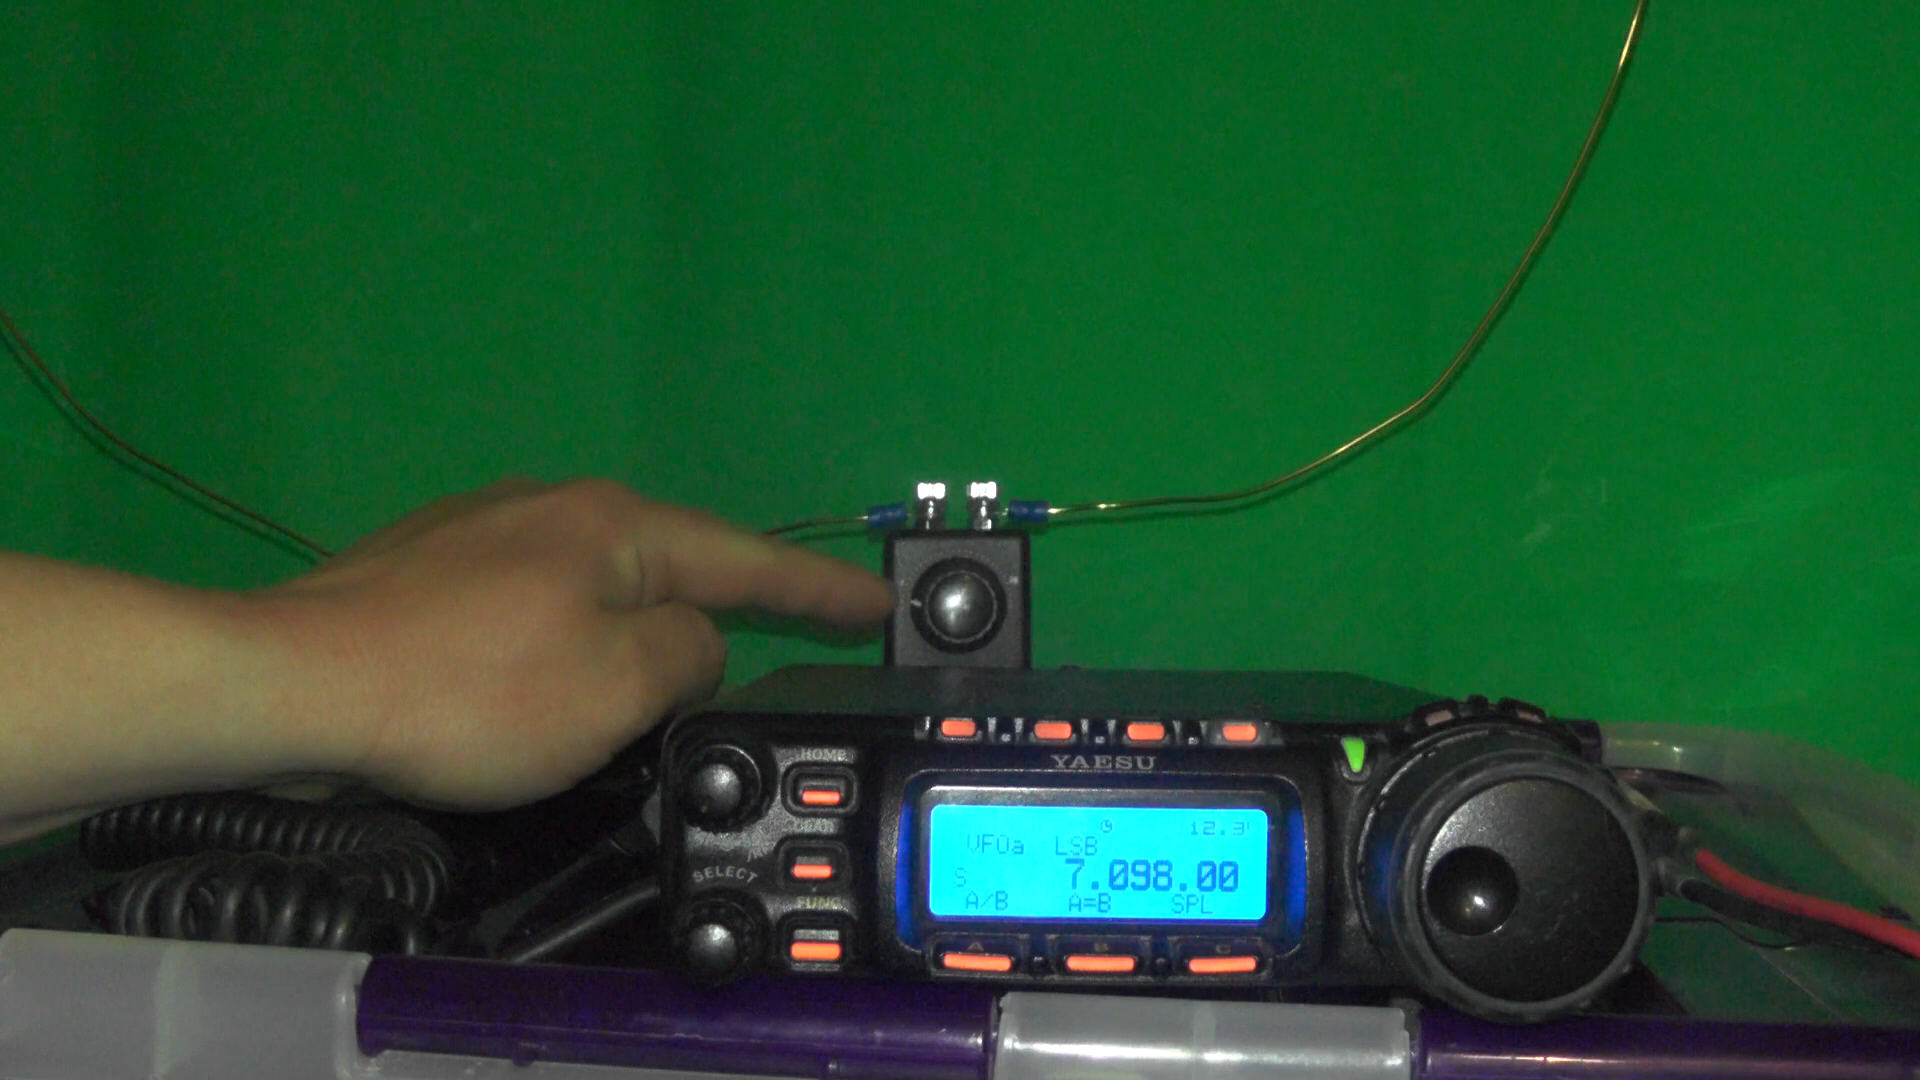 HOME
YAESU
12.3
VFOa LSB
SELECT
S 7.098.00
FUNC
A/B A=B SPL
A B C